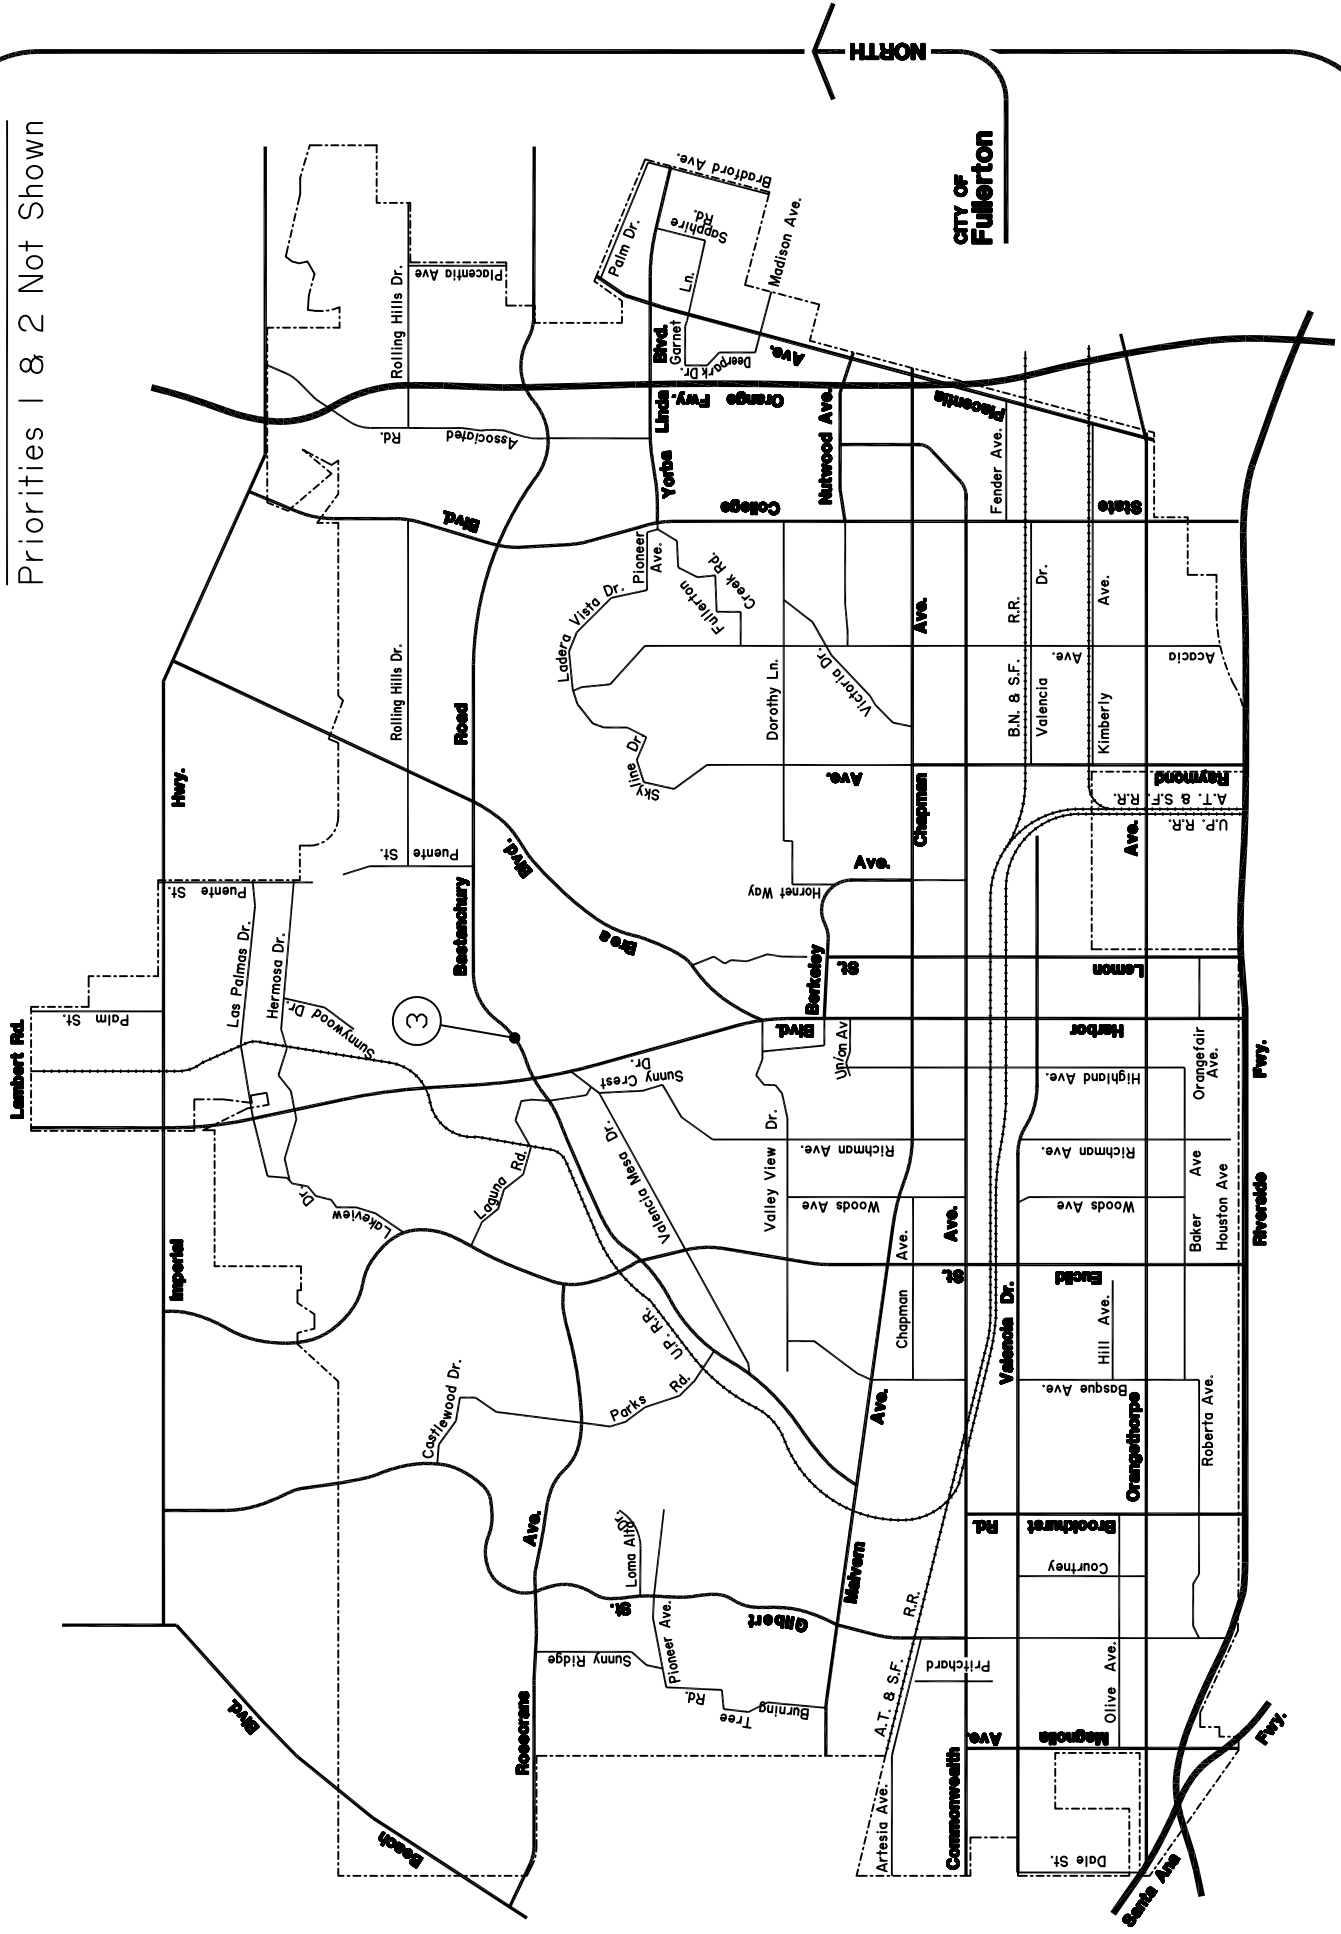 Priorities 1 & 2 Not Shown
NORTH
CITY OF
Fullerton
Lambert Rd.
Palm St.
Puente St.
Hwy.
Imperial
Las Palmas Dr.
Hermosa Dr.
Sunnywood Dr.
Lakeview Dr.
Laguna Rd.
Castlewood Dr.
Parks Rd.
U.P. R.R.
Beach Blvd.
Rosecrans Ave.
3
Bastanchury Road
Puente St.
Rolling Hills Dr.
Rolling Hills Dr.
Placentia Ave
Associated Rd.
Brea Blvd.
Blvd.
College
State
Palm Dr.
Bradford Ave.
Sapphire Rd.
Garnet Ln.
Deerpark Dr.
Madison Ave.
Yorba Linda Blvd.
Orange Fwy.
Placentia Ave.
Nutwood Ave.
Fender Ave.
Pioneer Ave.
Ladera Vista Dr.
Fullerton Creek Rd.
Skyline Dr.
Dorothy Ln.
Victoria Dr.
Acacia Ave.
Chapman Ave.
B.N. & S.F. R.R.
Valencia Dr.
Kimberly Ave.
Raymond Ave.
A.T. & S.F. R.R.
U.P. R.R.
Hornet Way
Berkeley Ave.
Lemon St.
Harbor Blvd.
Union Av
Highland Ave.
Orangefair Ave.
Sunny Crest Dr.
Valencia Mesa Dr.
Valley View Dr.
Richman Ave.
Richman Ave.
Woods Ave
Woods Ave
Baker Ave
Houston Ave
Riverside Fwy.
Euclid St.
Chapman Ave.
Commonwealth Ave.
Valencia Dr.
Hill Ave.
Basque Ave.
Orangethorpe Ave.
Roberta Ave.
Malvern Ave.
Brookhurst Rd.
Courtney
Gilbert St.
Loma Alta Dr.
Pioneer Ave.
Sunny Ridge
Burning Tree Rd.
A.T. & S.F. R.R.
Pritchard
Olive Ave.
Magnolia Ave.
Artesia Ave.
Dale St.
Santa Ana Fwy.